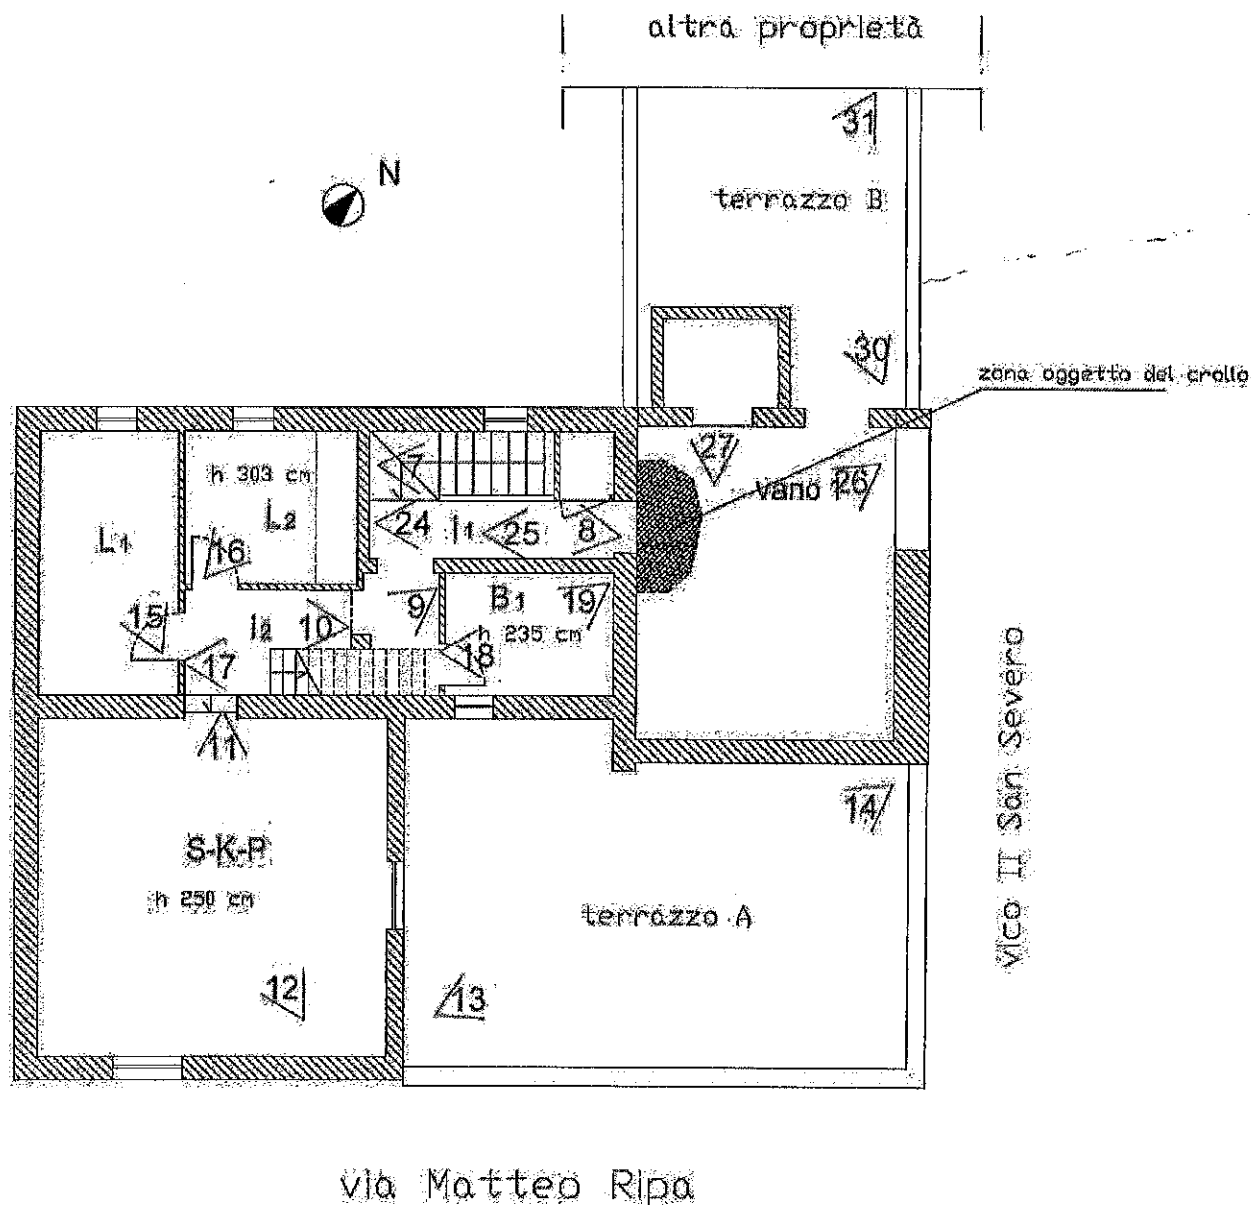 altra proprietà
31
N
terrazzo B
30
zona oggetto del crollo
27
7
h 303 cm
vano
26
L2
24
I1
25
8
L1
16
9
B1
19
15
I2
10
h 235 cm
17
18
11
14
S-K-P
h 250 cm
terrazzo A
12
13
vico II San Severo
via Matteo Ripa